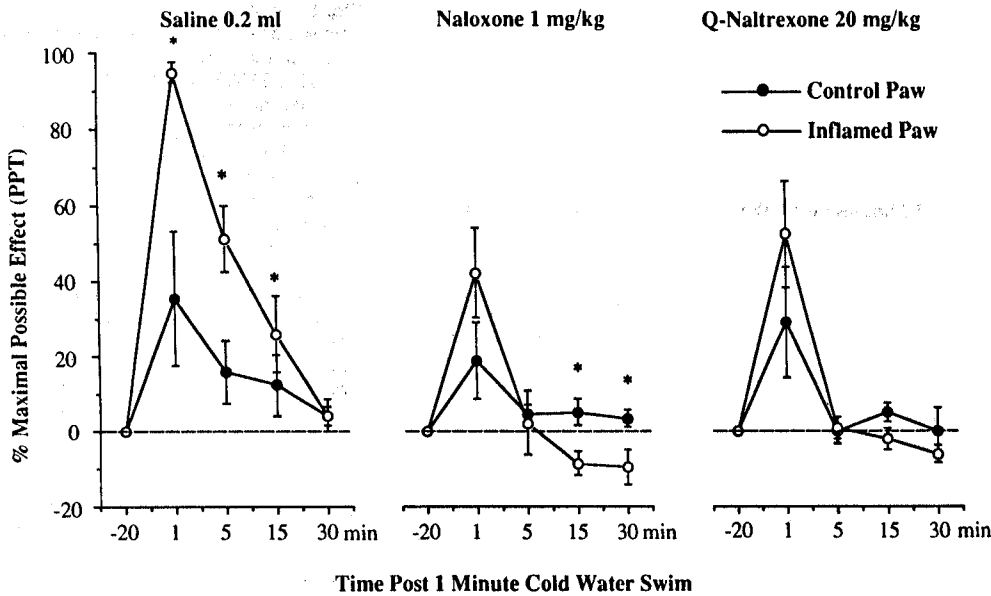 Saline 0.2 ml
Naloxone 1 mg/kg
Q-Naltrexone 20 mg/kg
Control Paw
Inflamed Paw
% Maximal Possible Effect (PPT)
100
80
60
40
20
0
-20
* * *
* *
-20 1 5 15 30 min
-20 1 5 15 30 min
-20 1 5 15 30 min
Time Post 1 Minute Cold Water Swim